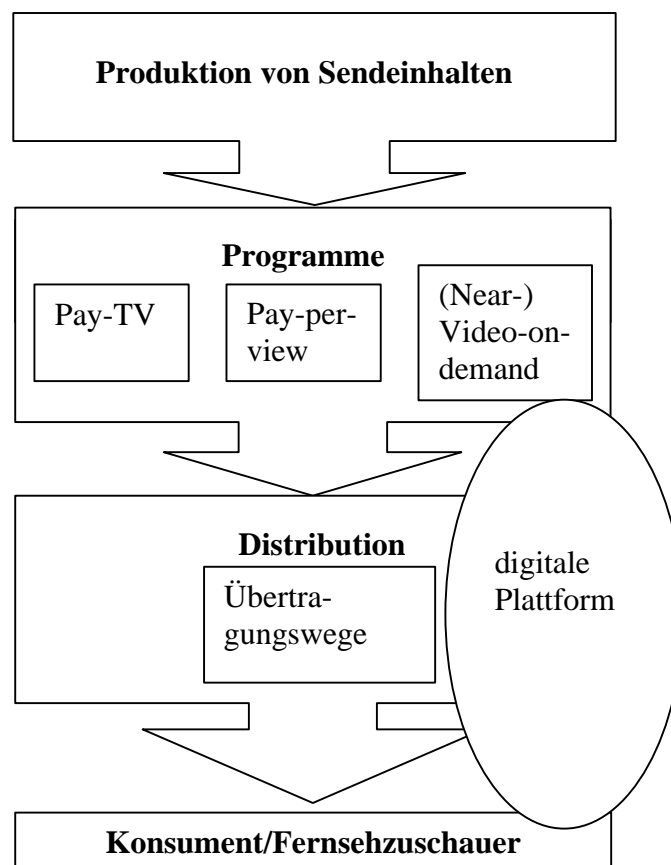 Produktion von Sendeinhalten
Programme
Pay-TV
Pay-per-
view
(Near-)
Video-on-
demand
Distribution
Übertra-
gungswege
digitale
Plattform
Konsument/Fernsehzuschauer